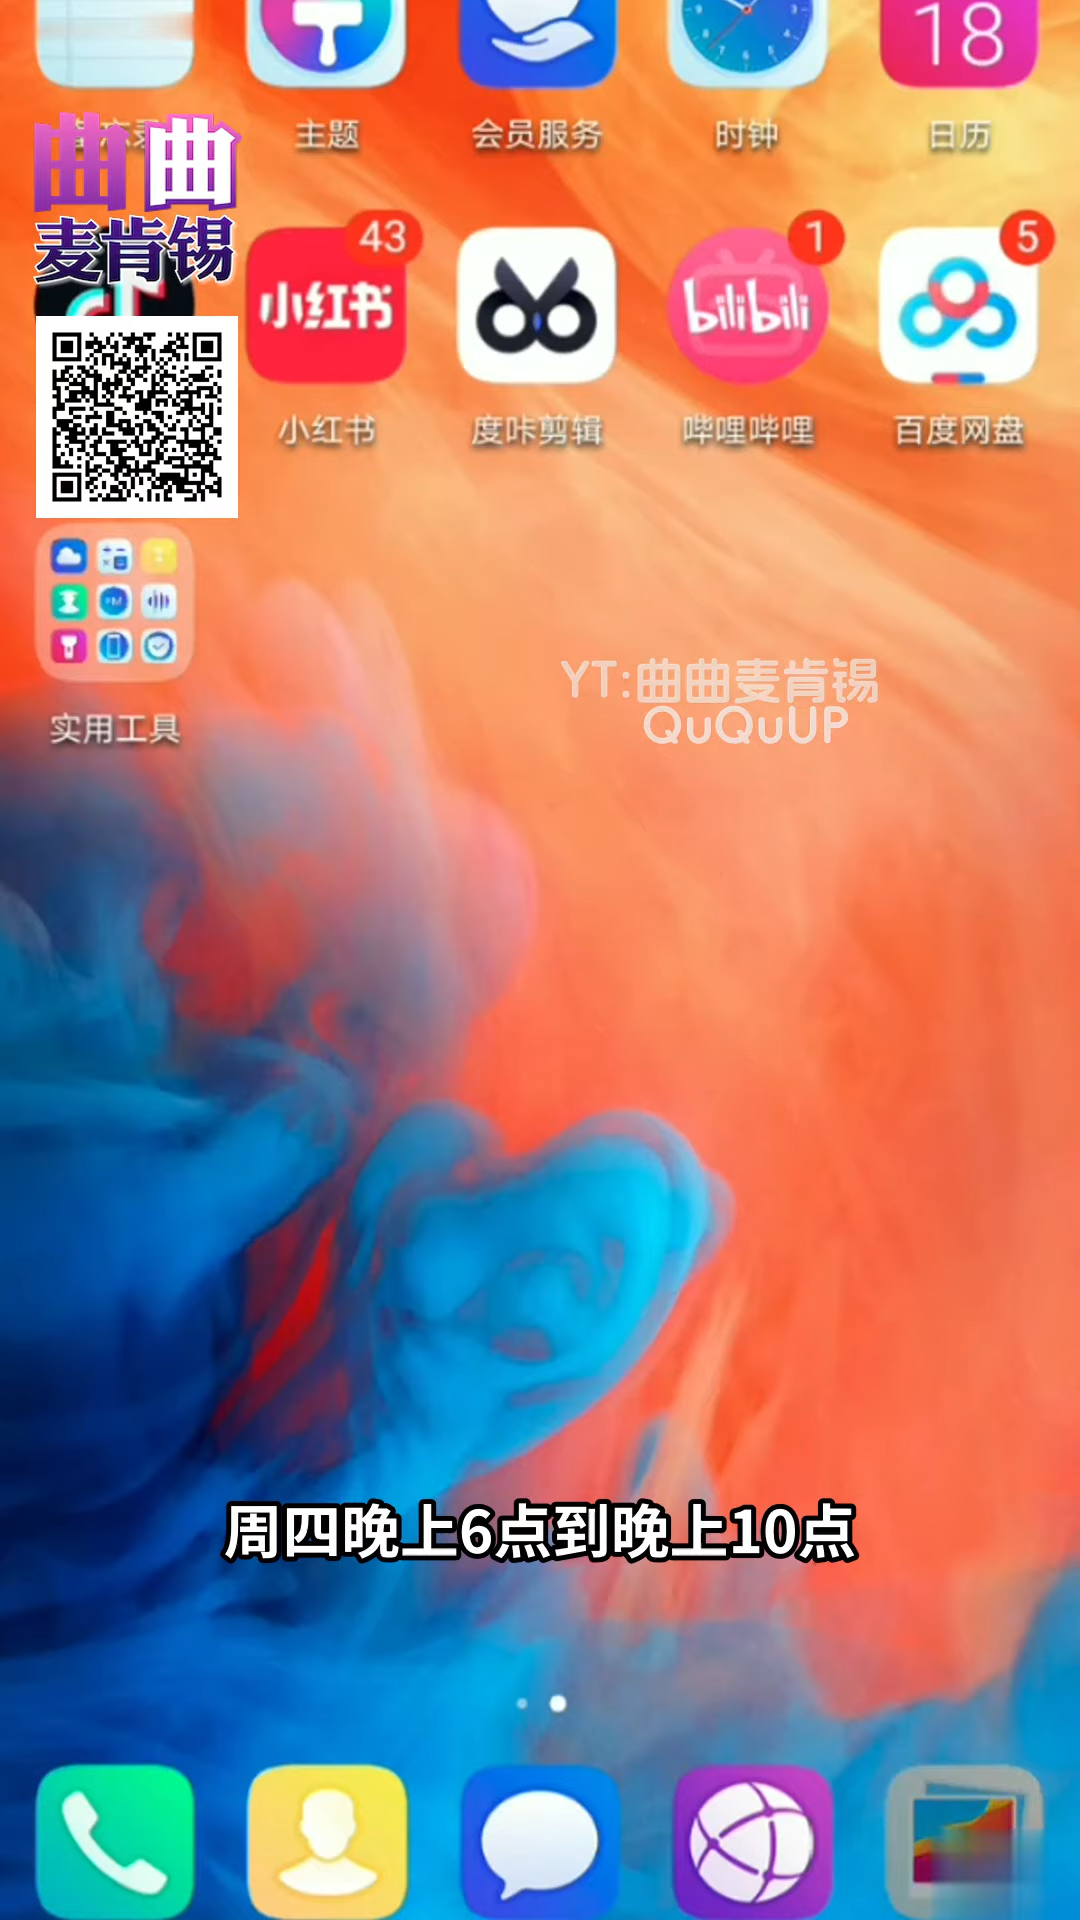 18
主题
会员服务
时钟
日历
曲曲
麦肯锡
43
1
5
小红书
bilibili
小红书
度咔剪辑
哔哩哔哩
百度网盘
实用工具
YT:曲曲麦肯锡
QuQuUP
周四晚上6点到晚上10点